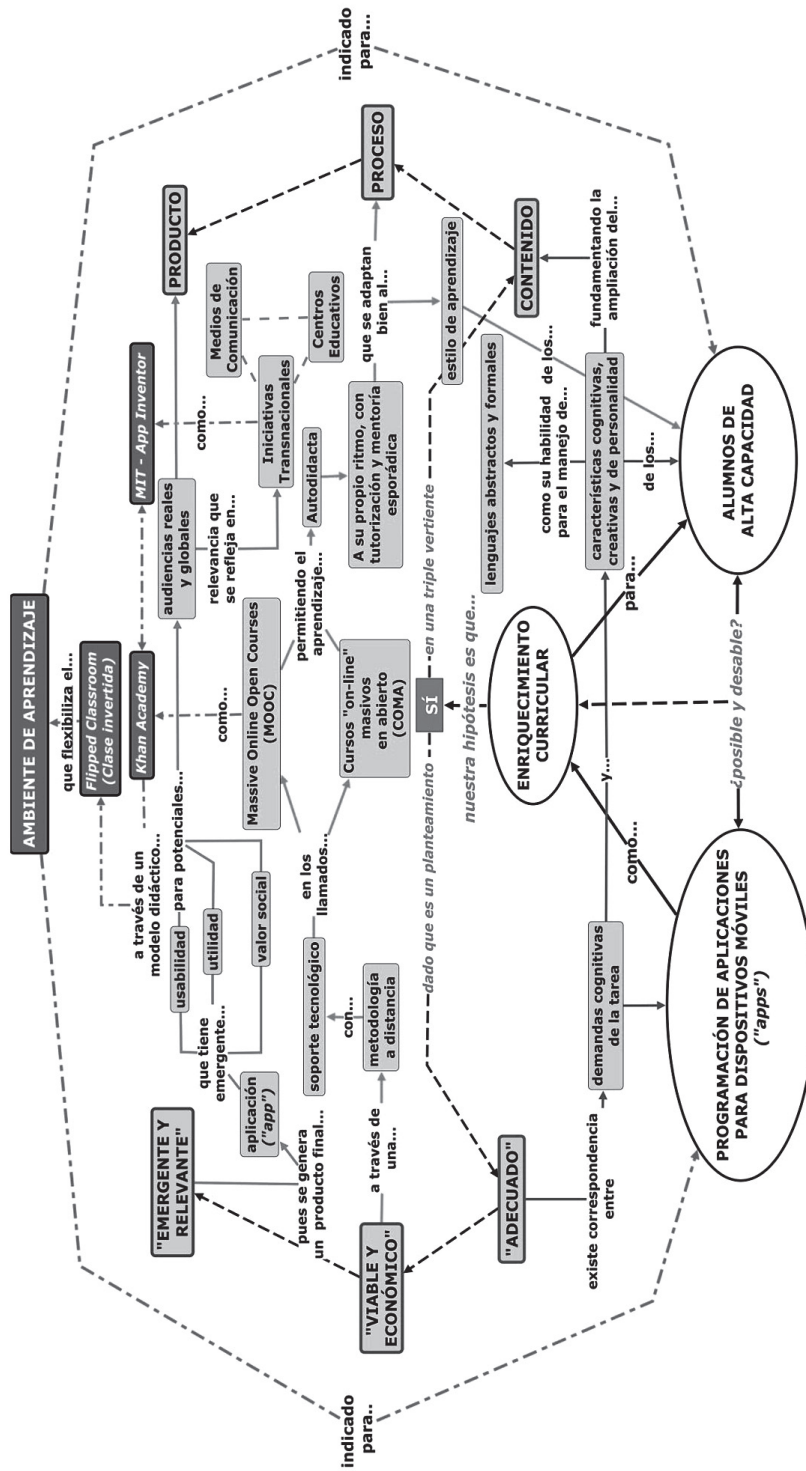 AMBIENTE DE APRENDIZAJE
que flexibiliza el...
Flipped Classroom
(Clase invertida)
a través de un
modelo didáctico...
Khan Academy
MIT - App Inventor
"EMERGENTE Y
RELEVANTE"
usabilidad
para potenciales...
audiencias reales
y globales
PRODUCTO
utilidad
que tiene
emergente...
valor social
aplicación
("app")
pues se genera
un producto final...
como...
relevancia que
se refleja en...
como...
Medios de
Comunicación
Iniciativas
Transnacionales
Centros
Educativos
Massive Online Open Courses
(MOOC)
permitiendo el
aprendizaje...
Autodidacta
en los
llamados...
soporte tecnológico
con...
metodología
a distancia
Cursos "on-line"
masivos
en abierto
(COMA)
A su propio ritmo, con
tutorización y mentoría
esporádica
que se adaptan
bien al...
PROCESO
indicado
para..
indicado
para...
"VIABLE Y
ECONÓMICO"
a través de
una...
dado que es un planteamiento
SÍ
en una triple vertiente
estilo de aprendizaje
nuestra hipótesis es que...
lenguajes abstractos y formales
CONTENIDO
"ADECUADO"
ENRIQUECIMIENTO
CURRICULAR
como su habilidad
para el manejo de...
de los...
existe correspondencia
entre
demandas cognitivas
de la tarea
y...
características cognitivas,
creativas y de personalidad
fundamentando la
ampliación del...
como...
para...
de los...
PROGRAMACIÓN DE APLICACIONES
PARA DISPOSITIVOS MÓVILES
("apps")
¿posible y desable?
ALUMNOS DE
ALTA CAPACIDAD